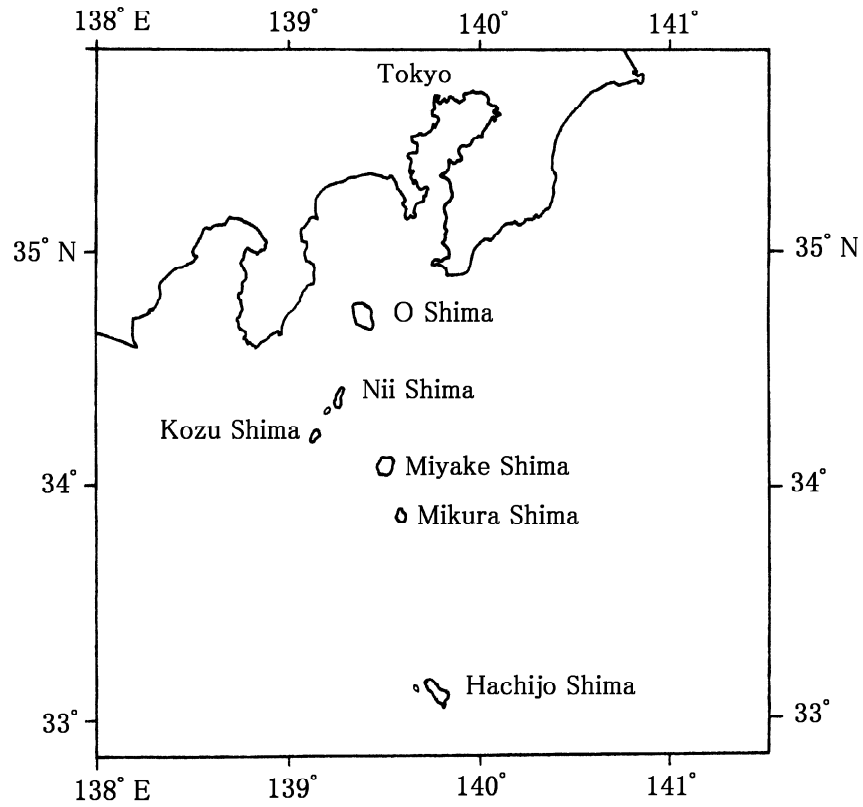 138° E 139° 140° 141°
Tokyo
35° N 35° N
O Shima
Nii Shima
Kozu Shima
Miyake Shima
34° 34°
Mikura Shima
Hachijo Shima
33° 33°
138° E 139° 140° 141°